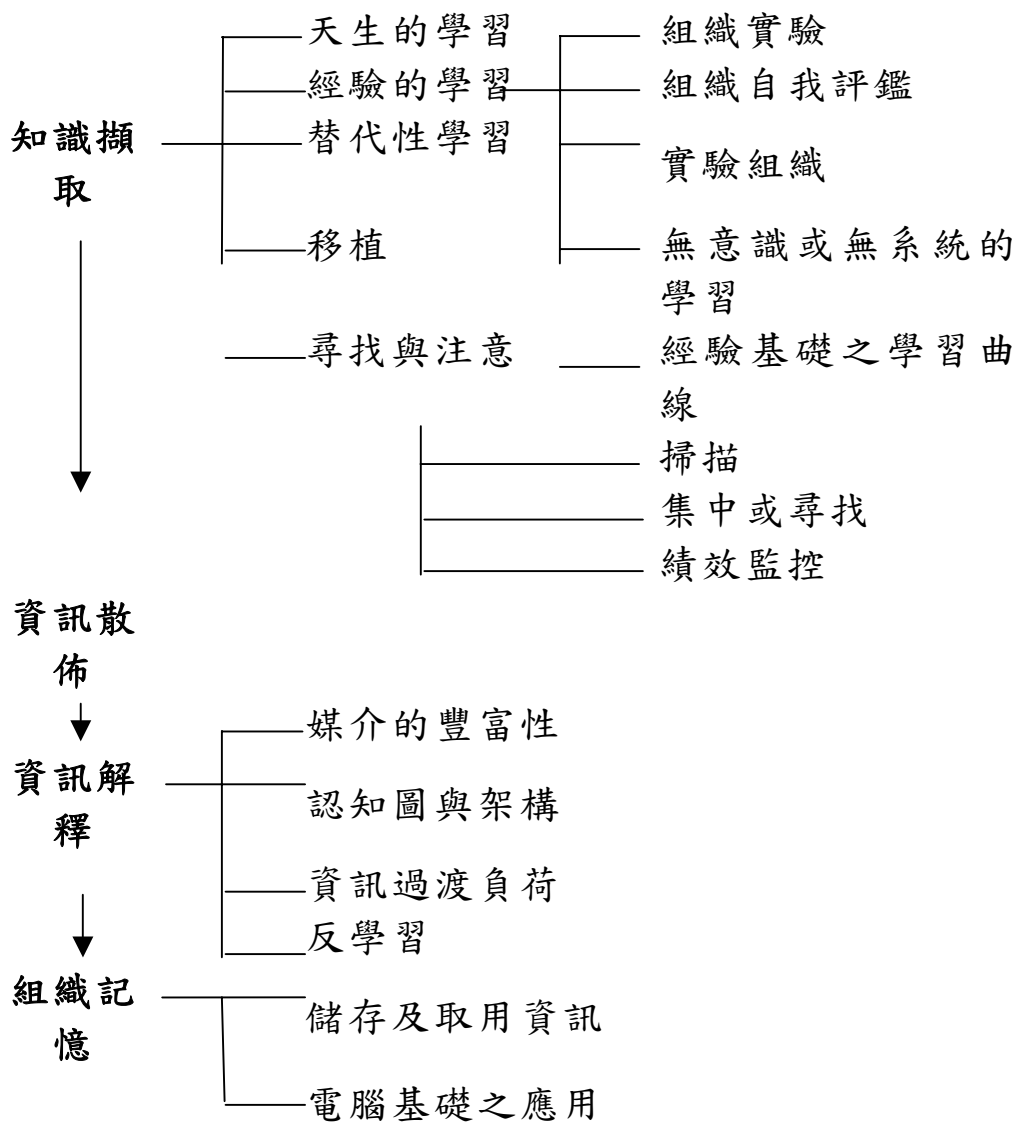 天生的學習 組織實驗
經驗的學習 組織自我評鑑
知識擷取 替代性學習 實驗組織
移植 無意識或無系統的
學習
尋找與注意 經驗基礎之學習曲
線
掃描
集中或尋找
績效監控
資訊散
佈
媒介的豐富性
資訊解
釋
認知圖與架構
資訊過渡負荷
反學習
組織記
憶
儲存及取用資訊
電腦基礎之應用